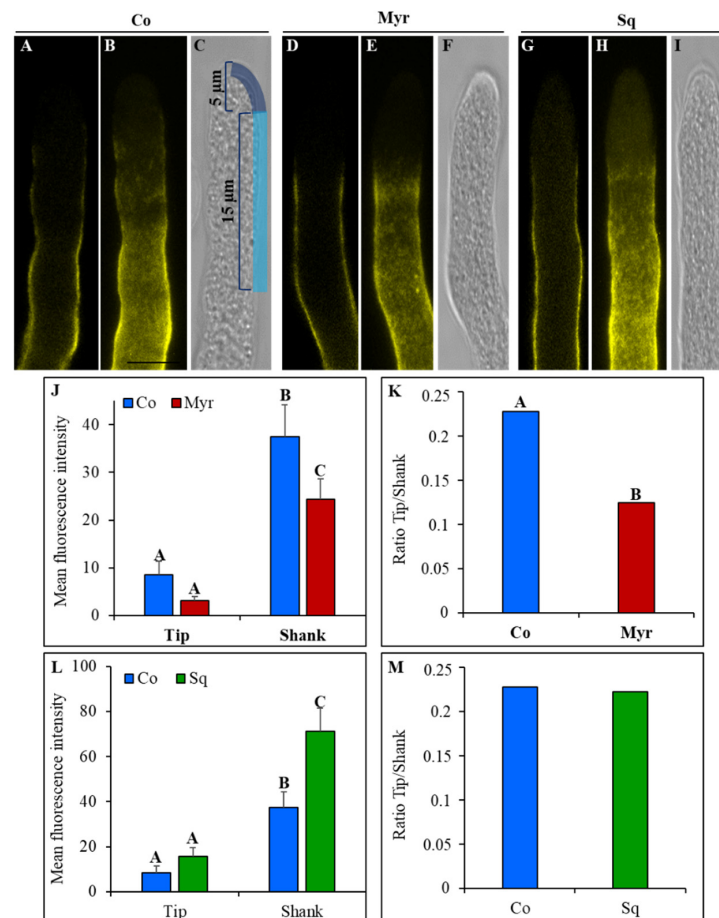 Co Myr Sq
A B C D E F G H I
5 µm
15 µm
J Co Myr
Mean fluorescence intensity
40
30
20
10
0
A A B C
Tip Shank
K
Ratio Tip/Shank
0.25
0.2
0.15
0.1
0.05
0
A B
Co Myr
L Co Sq
Mean fluorescence intensity
100
80
60
40
20
0
A A B C
Tip Shank
M
Ratio Tip/Shank
0.25
0.2
0.15
0.1
0.05
0
Co Sq